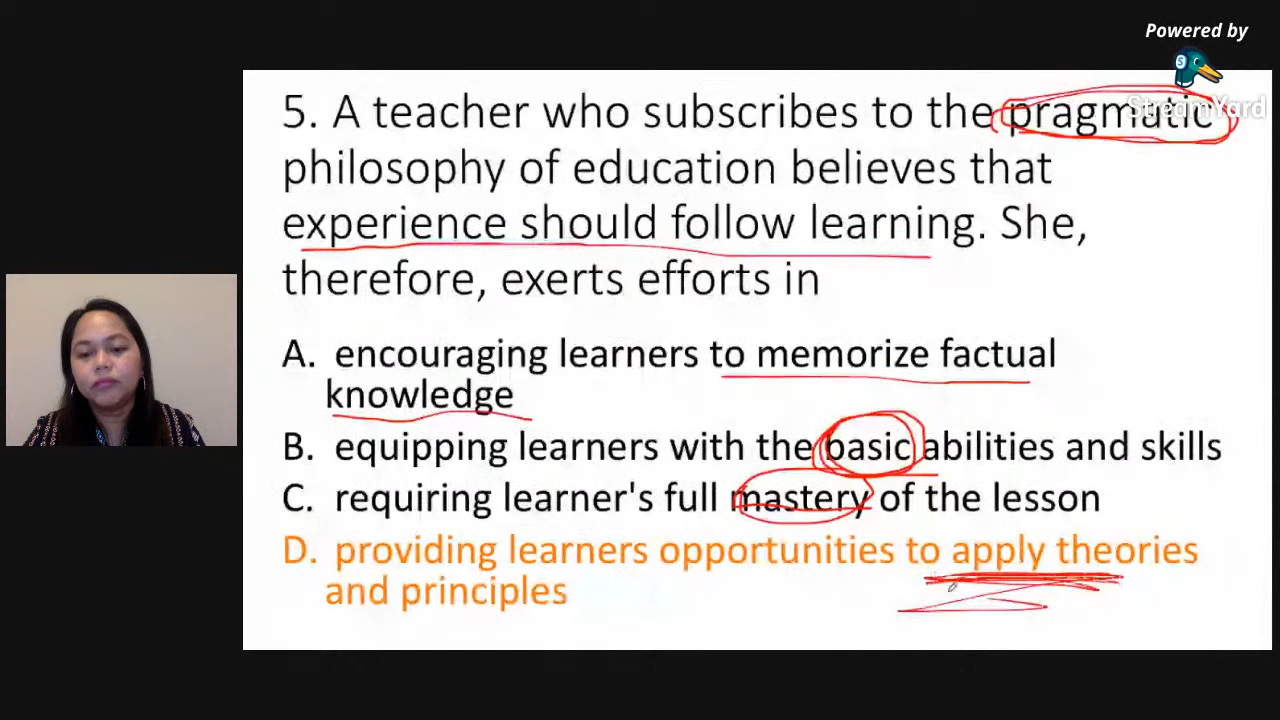 Powered by
StreamYard
5. A teacher who subscribes to the pragmatic
philosophy of education believes that
experience should follow learning. She,
therefore, exerts efforts in
A. encouraging learners to memorize factual
knowledge
B. equipping learners with the basic abilities and skills
C. requiring learner's full mastery of the lesson
D. providing learners opportunities to apply theories
and principles